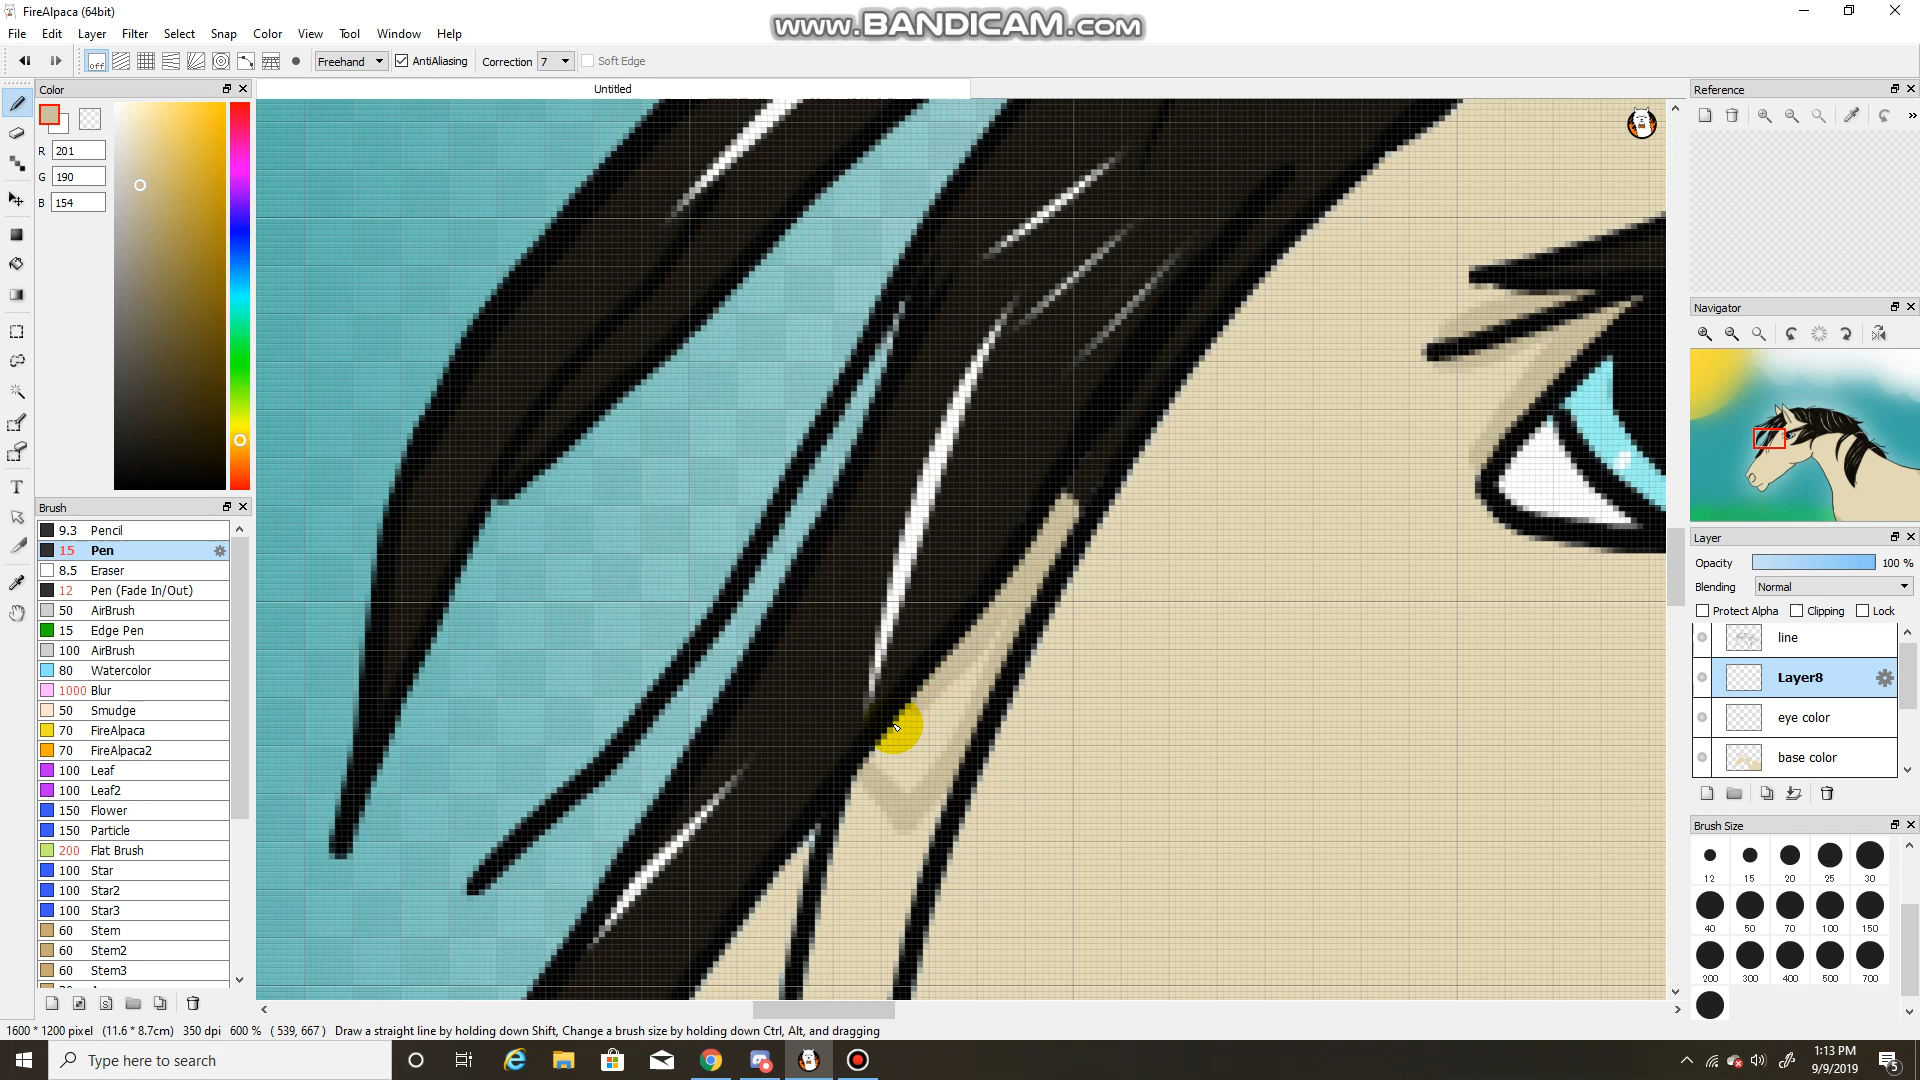 FireAlpaca (64bit)
www.BANDICAM.com
File Edit Layer Filter Select Snap Color View Tool Window Help
off Freehand AntiAliasing Correction 7 Soft Edge
Color
Untitled
Reference
R 201
G 190
B 154
Navigator
Brush
9.3 Pencil
15 Pen
8.5 Eraser
12 Pen (Fade In/Out)
50 AirBrush
15 Edge Pen
100 AirBrush
80 Watercolor
1000 Blur
50 Smudge
70 FireAlpaca
70 FireAlpaca2
100 Leaf
100 Leaf2
150 Flower
150 Particle
200 Flat Brush
100 Star
100 Star2
100 Star3
60 Stem
60 Stem2
60 Stem3
Layer
Opacity 100 %
Blending Normal
Protect Alpha Clipping Lock
line
Layer8
eye color
base color
Brush Size
12 15 20 25 30
40 50 70 100 150
200 300 400 500 700
1600 * 1200 pixel (11.6 * 8.7cm) 350 dpi 600 % ( 539, 667 ) Draw a straight line by holding down Shift, Change a brush size by holding down Ctrl, Alt, and dragging
Type here to search
1:13 PM
9/9/2019
5